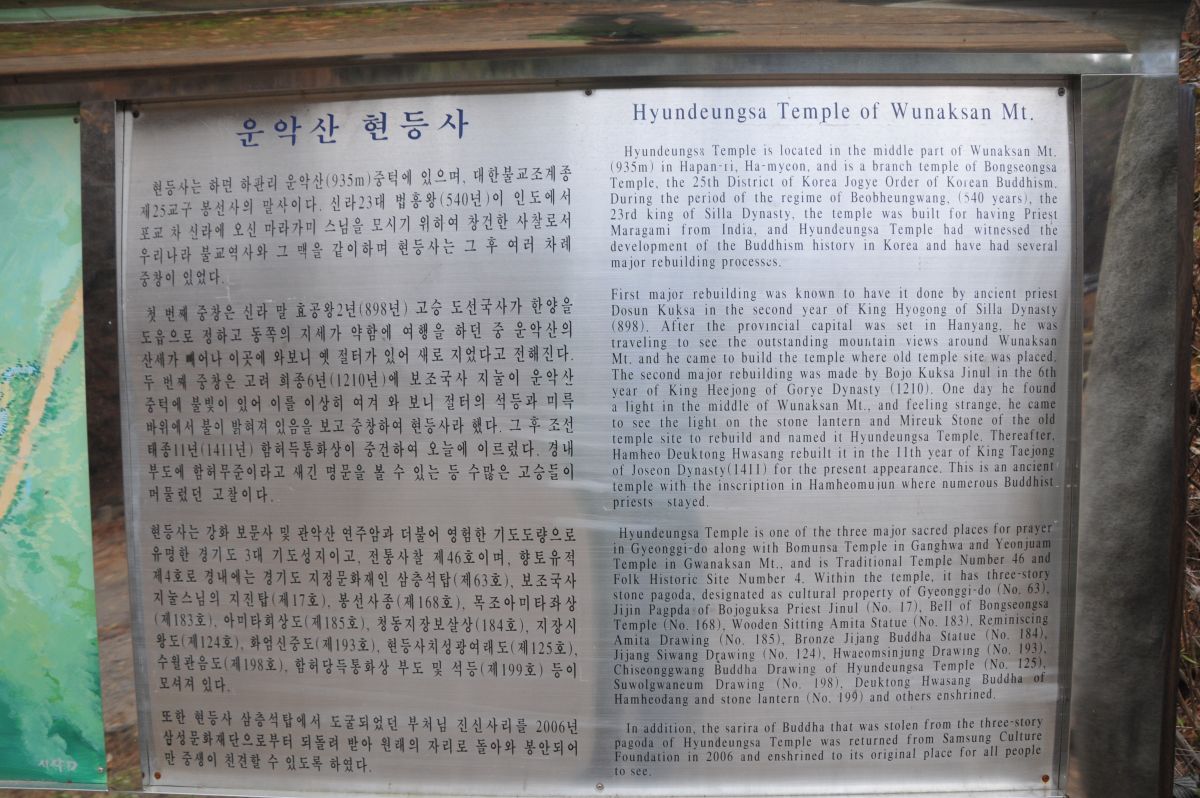 운악산 현등사
현등사는 하면 하판리 운악산(935m)중턱에 있으며, 대한불교조계종
제25교구 봉선사의 말사이다. 신라23대 법흥왕(540년)이 인도에서
포교 차 신라에 오신 마라가미 스님을 모시기 위하여 창건한 사찰로서
우리나라 불교역사와 그 맥을 같이하며 현등사는 그 후 여러 차례
중창이 있었다.
첫 번째 중창은 신라 말 효공왕2년(898년) 고승 도선국사가 한양을
도읍으로 정하고 동쪽의 지세가 약함에 여행을 하던 중 운악산의
산세가 빼어나 이곳에 와보니 옛 절터가 있어 새로 지었다고 전해진다.
두 번째 중창은 고려 희종6년(1210년)에 보조국사 지눌이 운악산
중턱에 불빛이 있어 이를 이상히 여겨 와 보니 절터의 석등과 미륵
바위에서 불이 밝혀져 있음을 보고 중창하여 현등사라 했다. 그 후 조선
태종11년(1411년) 함허득통화상이 중건하여 오늘에 이르렀다. 경내
부도에 함허무준이라고 새긴 명문을 볼 수 있는 등 수많은 고승들이
머물렀던 고찰이다.
현등사는 강화 보문사 및 관악산 연주암과 더불어 영험한 기도도량으로
유명한 경기도 3대 기도성지이고, 전통사찰 제46호이며, 향토유적
제4호로 경내에는 경기도 지정문화재인 삼층석탑(제63호), 보조국사
지눌스님의 지진탑(제17호), 봉선사종(제168호), 목조아미타좌상
(제183호), 아미타회상도(제185호), 청동지장보살상(184호), 지장시
왕도(제124호), 화엄신중도(제193호), 현등사치성광여래도(제125호),
수월관음도(제198호), 함허당득통화상 부도 및 석등(제199호) 등이
모셔져 있다.
또한 현등사 삼층석탑에서 도굴되었던 부처님 진신사리를 2006년
삼성문화재단으로부터 되돌려 받아 원래의 자리로 돌아와 봉안되어
만 중생이 친견할 수 있도록 하였다.
Hyundeungsa Temple of Wunaksan Mt.
Hyundeungsa Temple is located in the middle part of Wunaksan Mt.
(935m) in Hapan-ri, Ha-myeon, and is a branch temple of Bongseongsa
Temple, the 25th District of Korea Jogye Order of Korean Buddhism.
During the period of the regime of Beobheungwang, (540 years), the
23rd king of Silla Dynasty, the temple was built for having Priest
Maragami from India, and Hyundeungsa Temple had witnessed the
development of the Buddhism history in Korea and have had several
major rebuilding processes.
First major rebuilding was known to have it done by ancient priest
Dosun Kuksa in the second year of King Hyogong of Silla Dynasty
(898). After the provincial capital was set in Hanyang, he was
traveling to see the outstanding mountain views around Wunaksan
Mt. and he came to build the temple where old temple site was placed.
The second major rebuilding was made by Bojo Kuksa Jinul in the 6th
year of King Heejong of Gorye Dynasty (1210). One day he found
a light in the middle of Wunaksan Mt., and feeling strange, he came
to see the light on the stone lantern and Mireuk Stone of the old
temple site to rebuild and named it Hyundeungsa Temple. Thereafter,
Hamheo Deuktong Hwasang rebuilt it in the 11th year of King Taejong
of Joseon Dynasty(1411) for the present appearance. This is an ancient
temple with the inscription in Hamheomujun where numerous Buddhist
priests stayed.
Hyundeungsa Temple is one of the three major sacred places for prayer
in Gyeonggi-do along with Bomunsa Temple in Ganghwa and Yeonjuam
Temple in Gwanaksan Mt., and is Traditional Temple Number 46 and
Folk Historic Site Number 4. Within the temple, it has three-story
stone pagoda, designated as cultural property of Gyeonggi-do (No. 63),
Jijin Pagpda of Bojoguksa Priest Jinul (No. 17), Bell of Bongseongsa
Temple (No. 168), Wooden Sitting Amita Statue (No. 183), Reminiscing
Amita Drawing (No. 185), Bronze Jijang Buddha Statue (No. 184),
Jijang Siwang Drawing (No. 124), Hwaeomsinjung Drawing (No. 193),
Chiseonggwang Buddha Drawing of Hyundeungsa Temple (No. 125),
Suwolgwaneum Drawing (No. 198), Deuktong Hwasang Buddha of
Hamheodang and stone lantern (No. 199) and others enshrined.
In addition, the sarira of Buddha that was stolen from the three-story
pagoda of Hyundeungsa Temple was returned from Samsung Culture
Foundation in 2006 and enshrined to its original place for all people
to see.